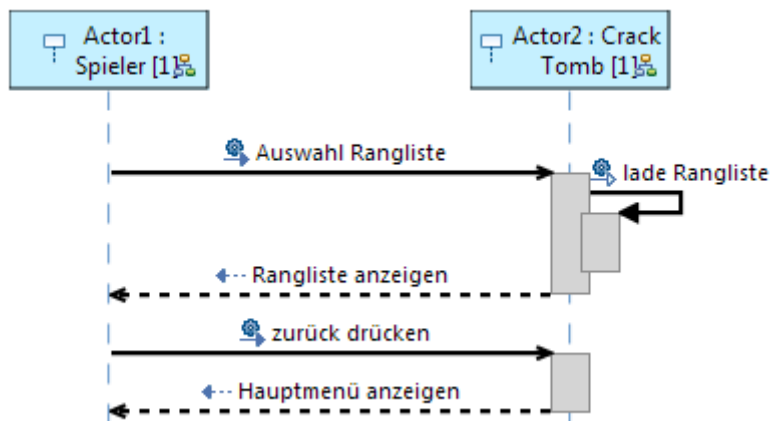 Actor1 :
Spieler [1]
Actor2 : Crack
Tomb [1]
Auswahl Rangliste
lade Rangliste
Rangliste anzeigen
zurück drücken
Hauptmenü anzeigen